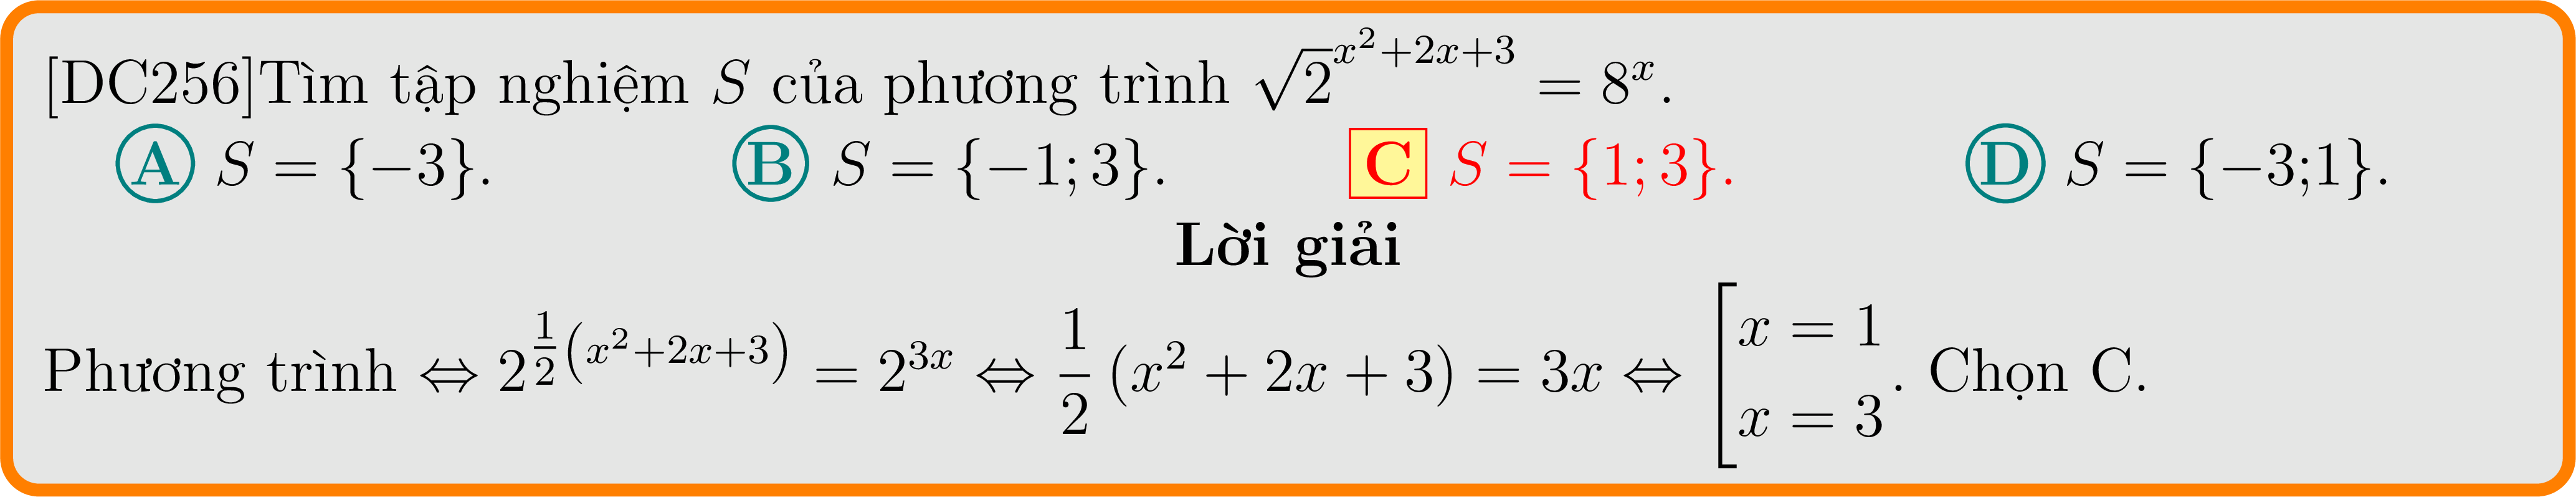 [DC256]Tìm tập nghiệm $S$ của phương trình $\sqrt{2}^{x^2+2x+3} = 8^x$.
A $S = \{-3\}$. B $S = \{-1; 3\}$. C $S = \{1; 3\}$. D $S = \{-3;1\}$.
Lời giải
Phương trình $\Leftrightarrow 2^{\frac{1}{2}\left(x^2+2x+3\right)} = 2^{3x} \Leftrightarrow \frac{1}{2}\left(x^2 + 2x + 3\right) = 3x \Leftrightarrow \left[\begin{array}{l} x = 1 \\ x = 3 \end{array}\right.$. Chọn C.